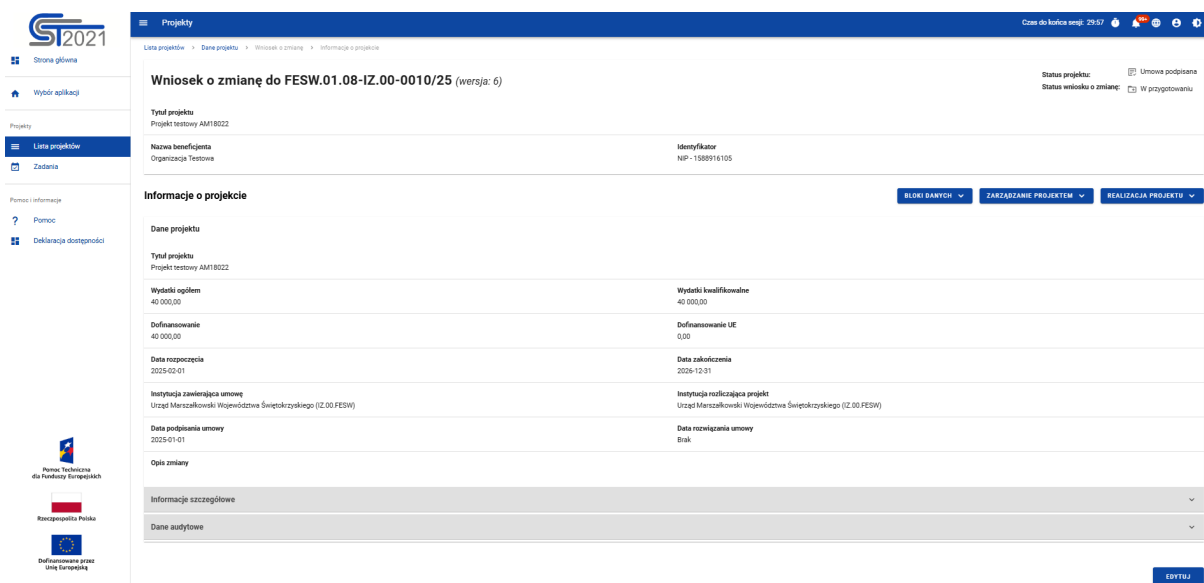 2021
Projekty
Czas do końca sesji: 29:57
99+
Strona główna
Wybór aplikacji
Projekty
Lista projektów
Zadania
Pomoc i informacje
Pomoc
Deklaracja dostępności
Pomoc Techniczna
dla Funduszy Europejskich
Rzeczpospolita Polska
Dofinansowane przez
Unię Europejską
Lista projektów > Dane projektu > Wniosek o zmianę > Informacje o projekcie
Wniosek o zmianę do FESW.01.08-IZ.00-0010/25 (wersja: 6)
Status projektu: Umowa podpisana
Status wniosku o zmianę: W przygotowaniu
Tytuł projektu
Projekt testowy AM18022
Nazwa beneficjenta Identyfikator
Organizacja Testowa NIP - 1588916105
Informacje o projekcie BLOKI DANYCH ZARZĄDZANIE PROJEKTEM REALIZACJA PROJEKTU
Dane projektu
Tytuł projektu
Projekt testowy AM18022
Wydatki ogółem Wydatki kwalifikowalne
40 000,00 40 000,00
Dofinansowanie Dofinansowanie UE
40 000,00 0,00
Data rozpoczęcia Data zakończenia
2025-02-01 2026-12-31
Instytucja zawierająca umowę Instytucja rozliczająca projekt
Urząd Marszałkowski Województwa Świętokrzyskiego (IZ.00.FESW) Urząd Marszałkowski Województwa Świętokrzyskiego (IZ.00.FESW)
Data podpisania umowy Data rozwiązania umowy
2025-01-01 Brak
Opis zmiany
Informacje szczegółowe
Dane audytowe
EDYTUJ